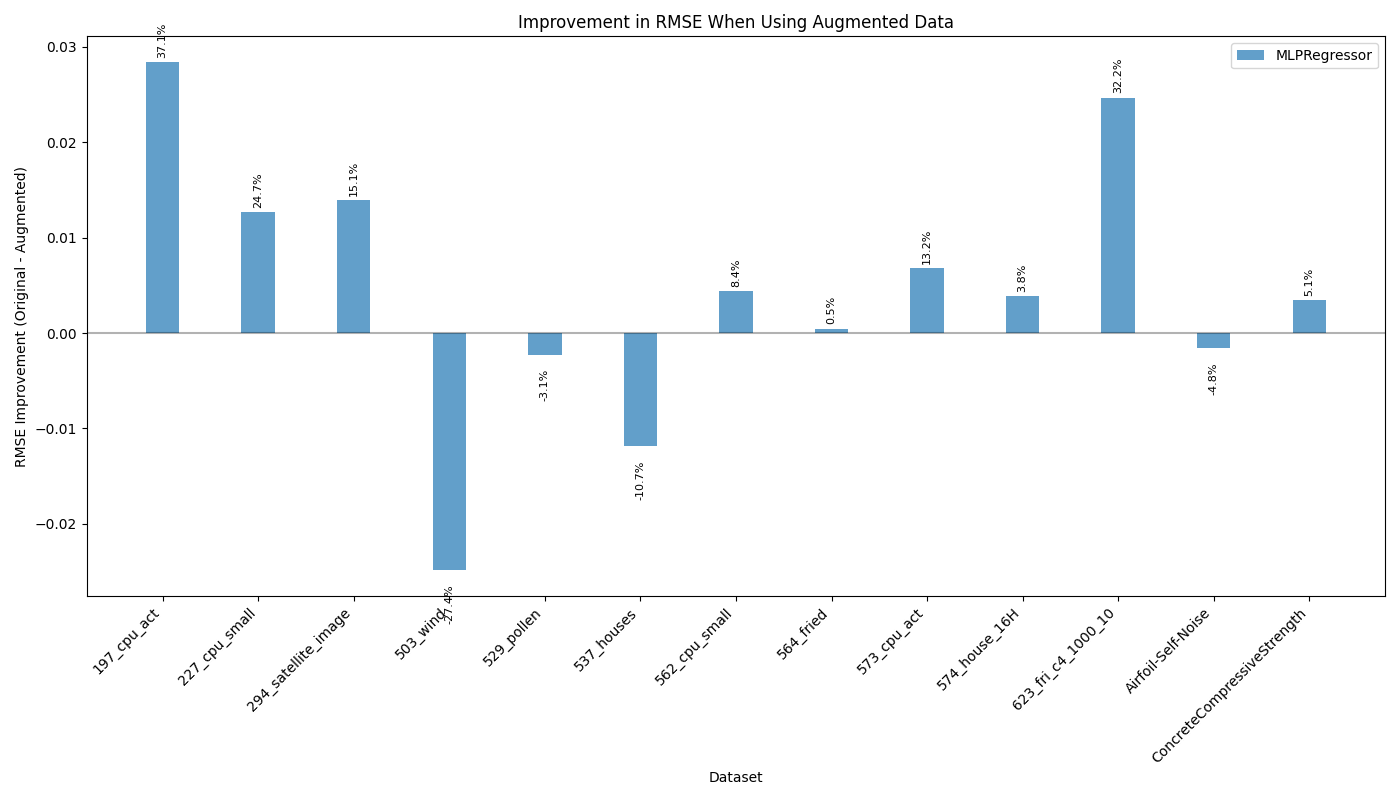 Improvement in RMSE When Using Augmented Data
MLPRegressor
RMSE Improvement (Original - Augmented)
0.03
0.02
0.01
0.00
−0.01
−0.02
37.1%
24.7%
15.1%
-27.4%
-3.1%
-10.7%
8.4%
0.5%
13.2%
3.8%
32.2%
-4.8%
5.1%
197_cpu_act
227_cpu_small
294_satellite_image
503_wind
529_pollen
537_houses
562_cpu_small
564_fried
573_cpu_act
574_house_16H
623_fri_c4_1000_10
Airfoil-Self-Noise
ConcreteCompressiveStrength
Dataset